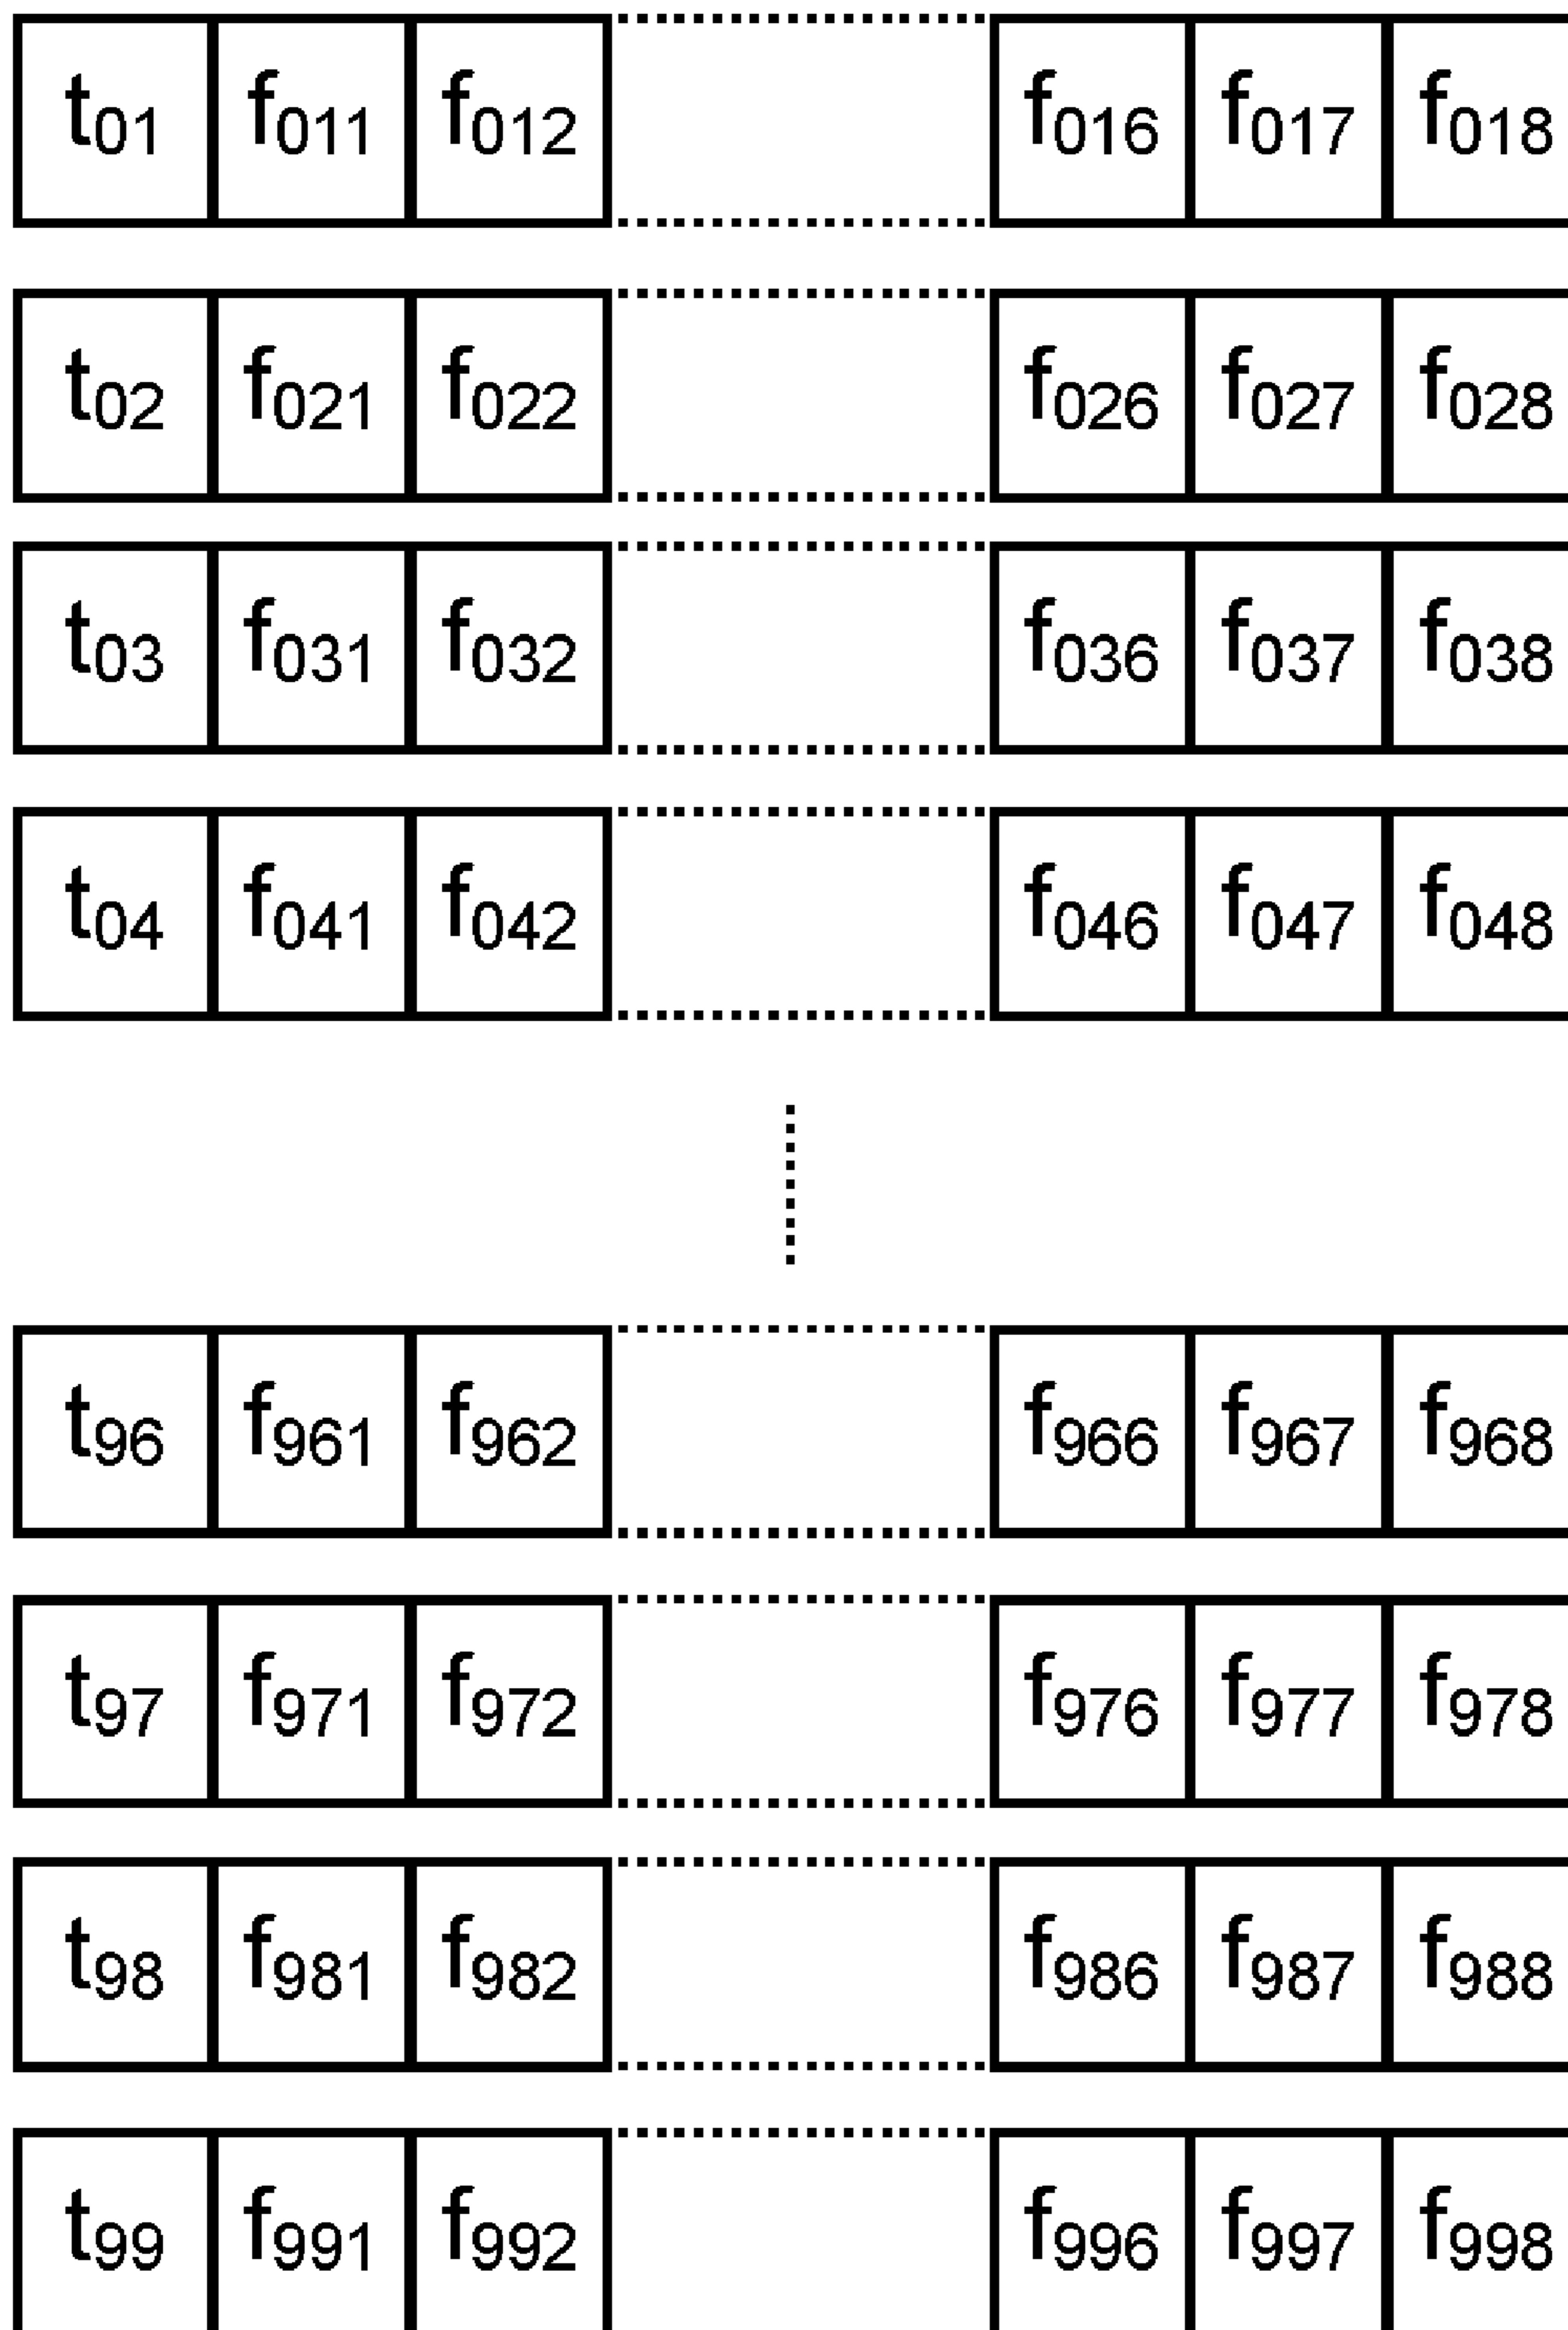 t01 f011 f012 f016 f017 f018
t02 f021 f022 f026 f027 f028
t03 f031 f032 f036 f037 f038
t04 f041 f042 f046 f047 f048
t96 f961 f962 f966 f967 f968
t97 f971 f972 f976 f977 f978
t98 f981 f982 f986 f987 f988
t99 f991 f992 f996 f997 f998